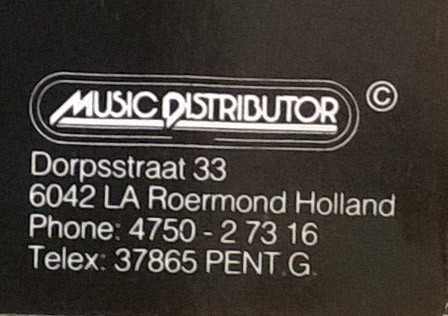 MUSIC DISTRIBUTOR ©
Dorpsstraat 33
6042 LA Roermond Holland
Phone: 4750 - 2 73 16
Telex: 37865 PENT.G.